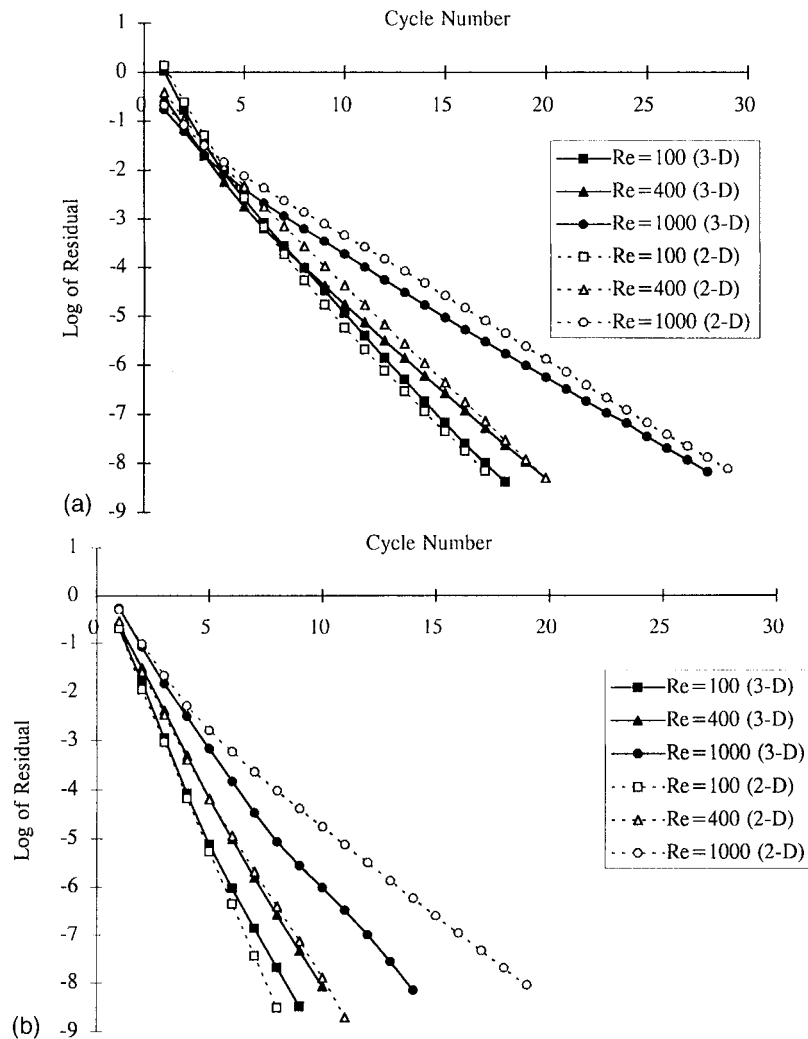 Cycle Number
1
0
0 5 10 15 20 25 30
-1
-2
-3
-4
-5
-6
-7
-8
-9
Log of Residual
Re=100 (3-D)
Re=400 (3-D)
Re=1000 (3-D)
Re=100 (2-D)
Re=400 (2-D)
Re=1000 (2-D)
(a)
Cycle Number
1
0
0 5 10 15 20 25 30
-1
-2
-3
-4
-5
-6
-7
-8
-9
Log of Residual
Re=100 (3-D)
Re=400 (3-D)
Re=1000 (3-D)
Re=100 (2-D)
Re=400 (2-D)
Re=1000 (2-D)
(b)